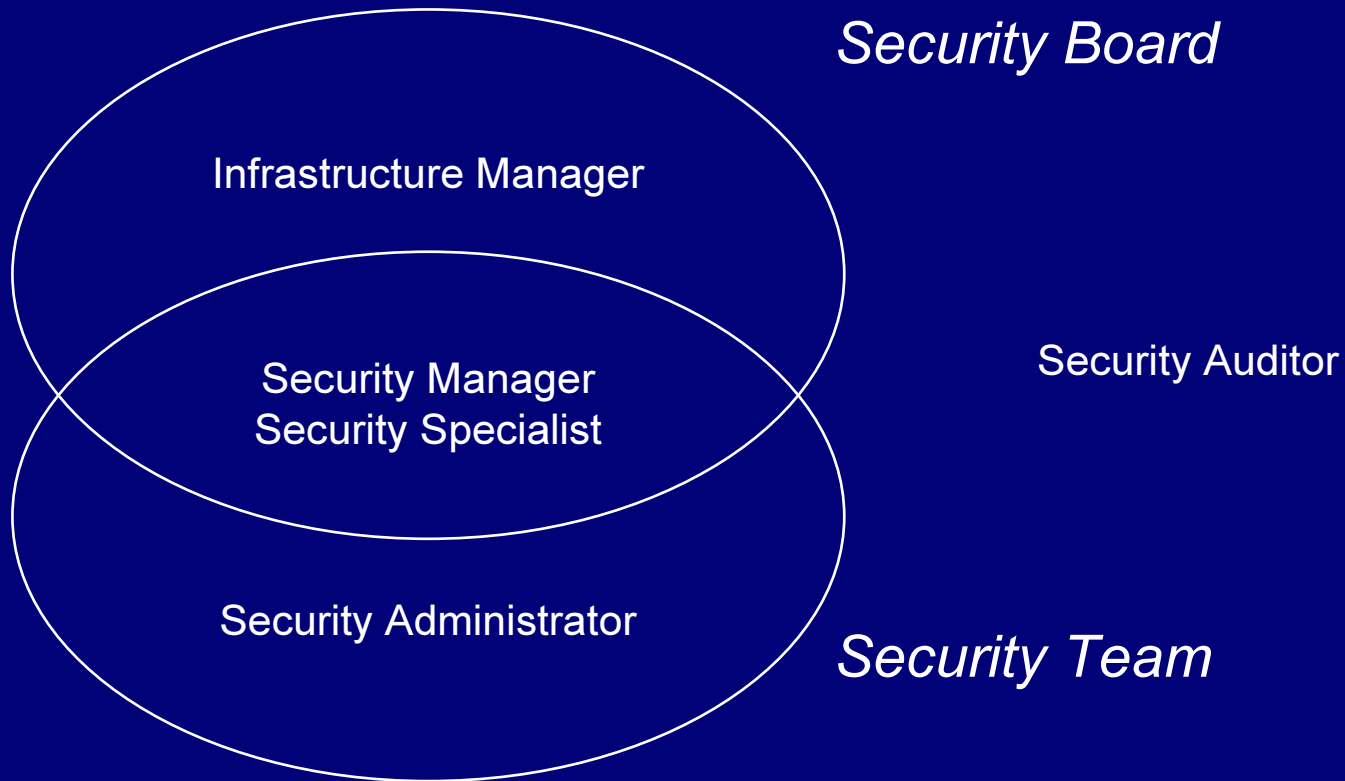 Security Board
Infrastructure Manager
Security Auditor
Security Manager
Security Specialist
Security Administrator
Security Team